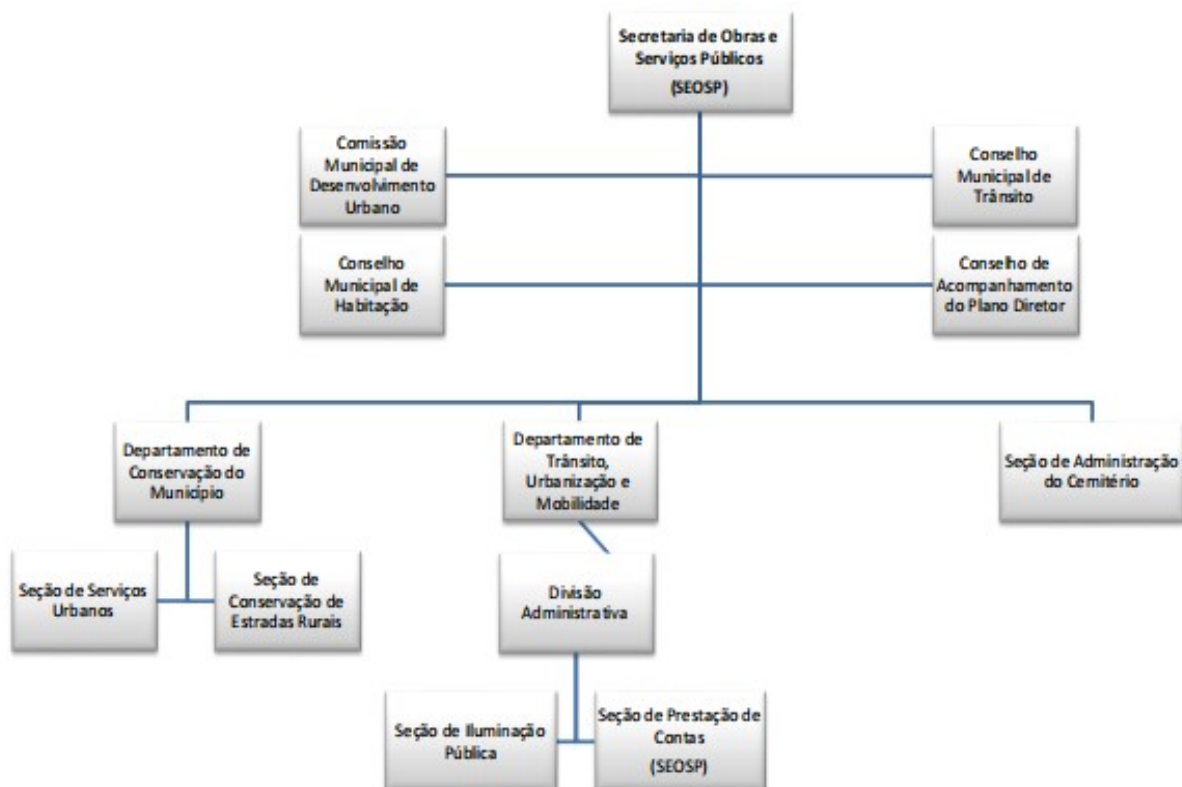 Secretaria de Obras e
Serviços Públicos
(SEOSP)
Comissão
Municipal de
Desenvolvimento
Urbano
Conselho
Municipal de
Trânsito
Conselho
Municipal de
Habitação
Conselho de
Acompanhamento
do Plano Diretor
Departamento de
Conservação do
Município
Departamento de
Trânsito,
Urbanização e
Mobilidade
Seção de Administração
do Cemitério
Seção de Serviços
Urbanos
Seção de
Conservação de
Estradas Rurais
Divisão
Administrativa
Seção de Iluminação
Pública
Seção de Prestação de
Contas
(SEOSP)